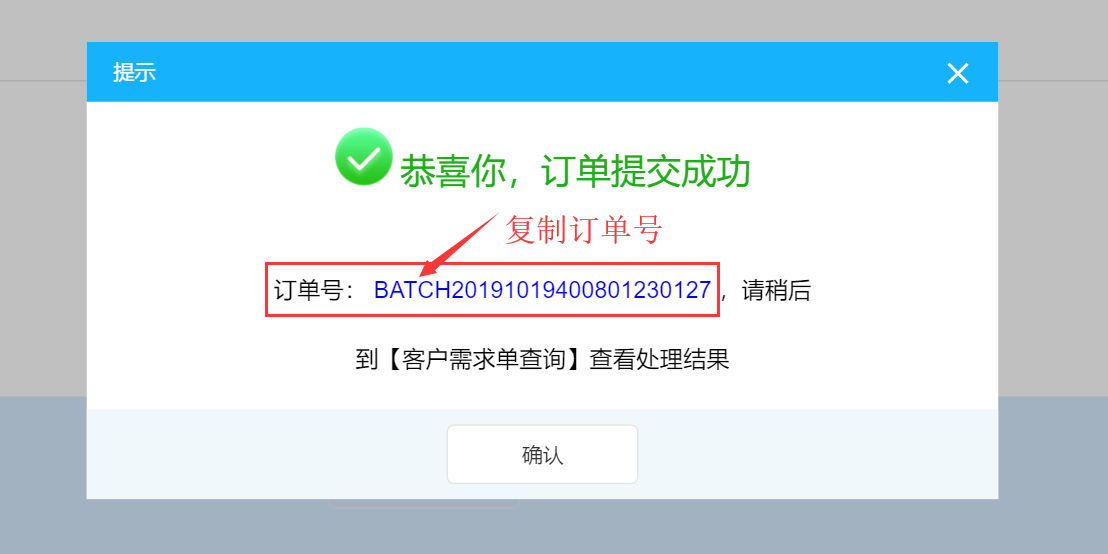 提示
恭喜你，订单提交成功
复制订单号
订单号： BATCH20191019400801230127，请稍后
到【客户需求单查询】查看处理结果
确认